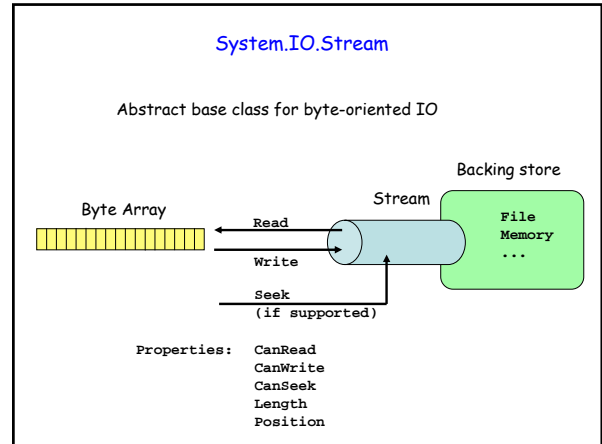 System.IO.Stream
Abstract base class for byte-oriented IO
Backing store
Stream
Byte Array
File
Memory
...
Read
Write
Seek
(if supported)
Properties: CanRead
CanWrite
CanSeek
Length
Position